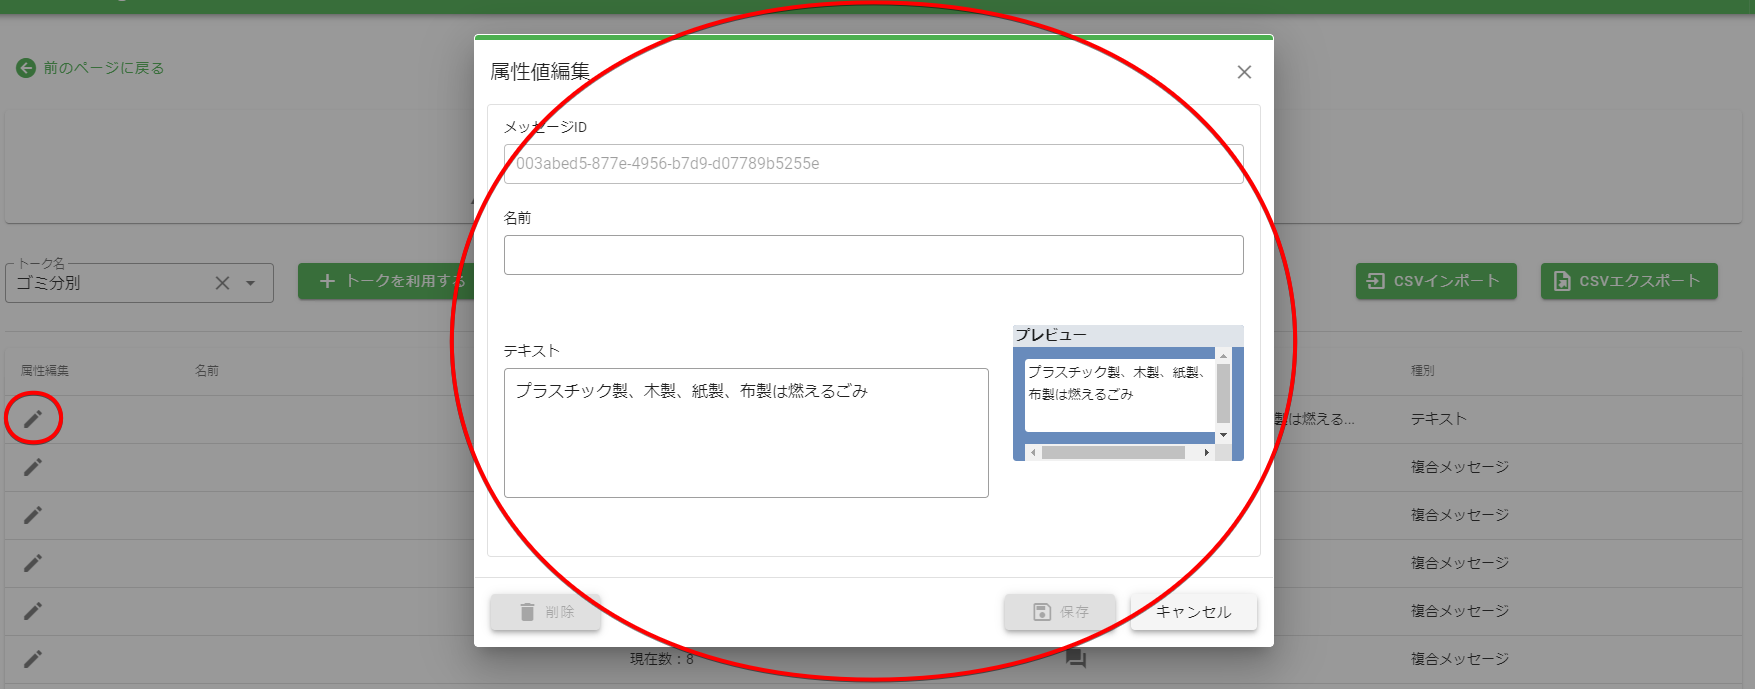 前のページに戻る
属性値編集
メッセージID
003abed5-877e-4956-b7d9-d07789b5255e
名前
トーク名
ゴミ分別
トークを利用する
CSVインポート
CSVエクスポート
テキスト
プラスチック製、木製、紙製、布製は燃えるごみ
プレビュー
プラスチック製、木製、紙製、
布製は燃えるごみ
属性編集 名前 種別
製は燃える... テキスト
複合メッセージ
複合メッセージ
複合メッセージ
複合メッセージ
削除 保存 キャンセル
現在数：8 複合メッセージ